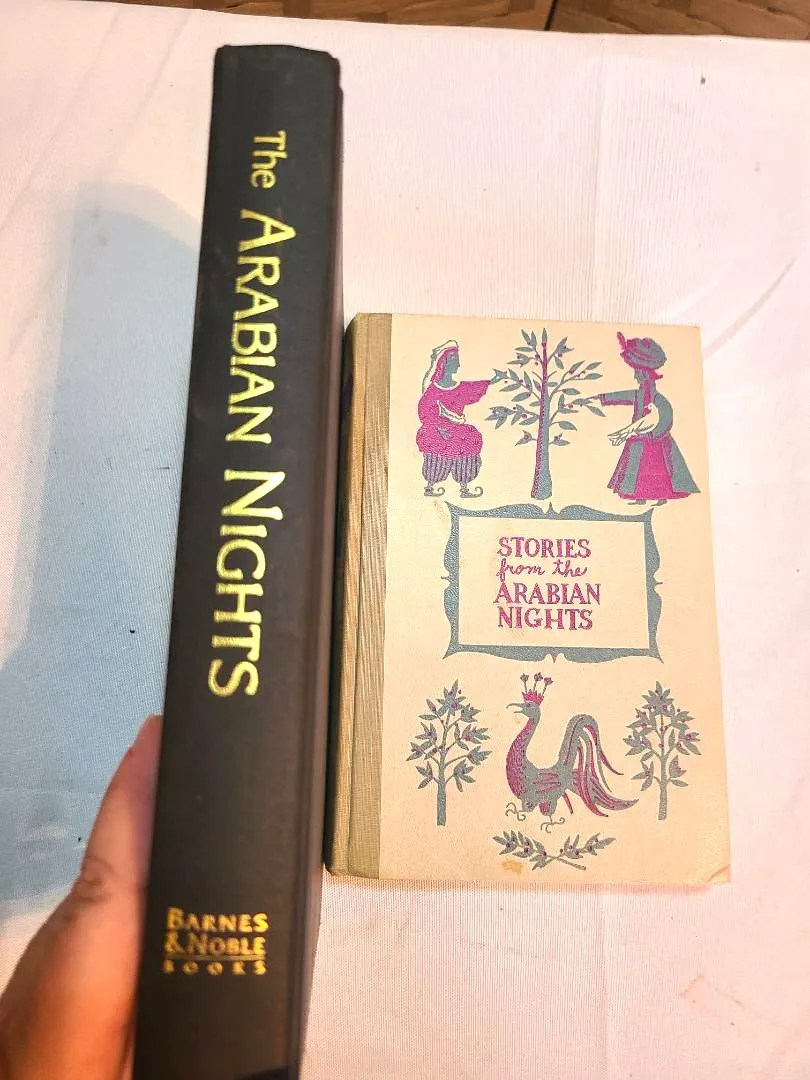 The ARABIAN NIGHTS
BARNES
& NOBLE
BOOKS
STORIES
from the
ARABIAN
NIGHTS